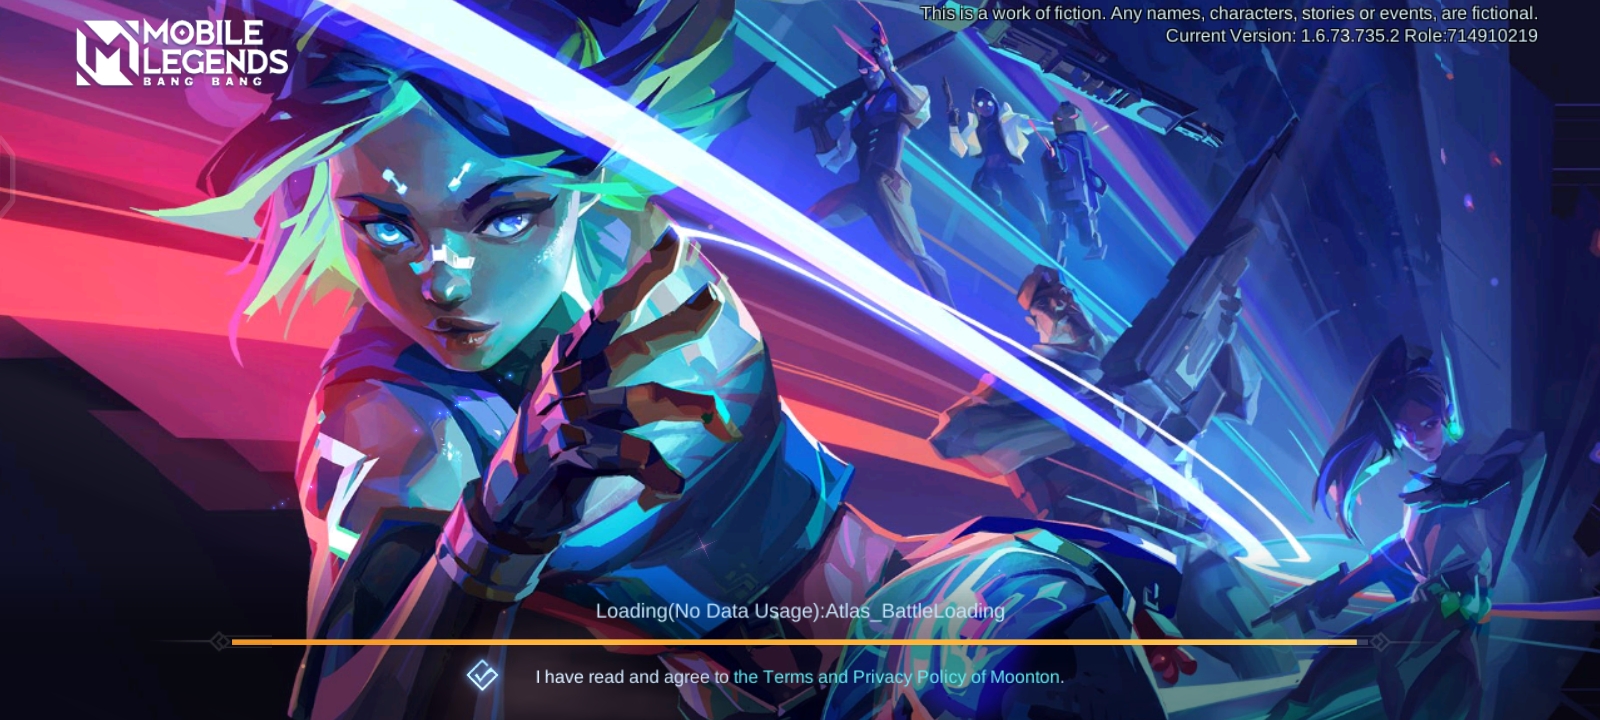 MOBILE
LEGENDS
BANG BANG
This is a work of fiction. Any names, characters, stories or events, are fictional.
Current Version: 1.6.73.735.2 Role:714910219
Loading(No Data Usage):Atlas_BattleLoading
I have read and agree to the Terms and Privacy Policy of Moonton.